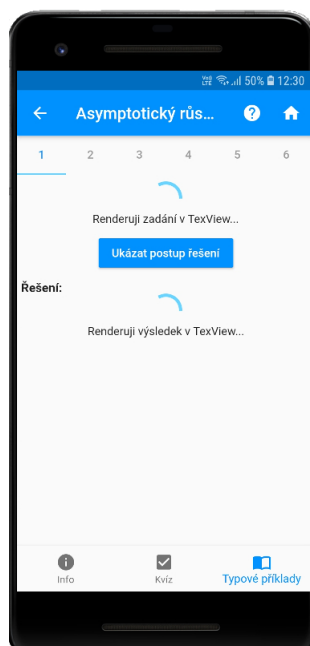 Vo)) LTE 50% 12:30
Asymptotický růs... ?
1 2 3 4 5 6
Renderuji zadání v TexView...
Ukázat postup řešení
Řešení:
Renderuji výsledek v TexView...
Info Kvíz Typové příklady